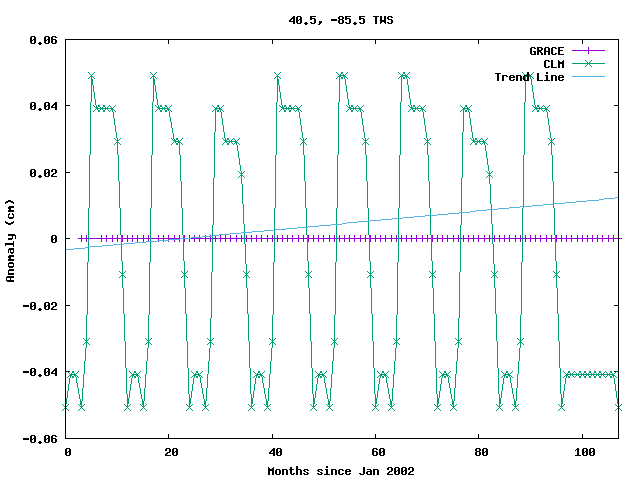 40.5, -85.5 TWS
GRACE
CLM
Trend Line
0.06
0.04
0.02
0
-0.02
-0.04
-0.06
Anomaly (cm)
0 20 40 60 80 100
Months since Jan 2002